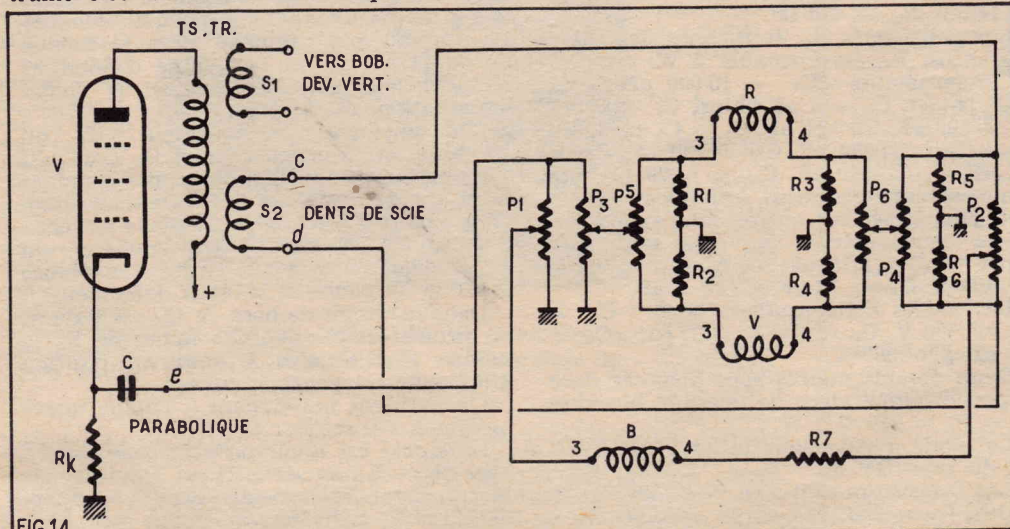 TS, TR.
VERS BOB.
DEV. VERT.
S1
V
C
S2
DENTS DE SCIE
d
R
3
4
P1
P3
P5
R1
R2
R3
R4
P6
P4
R5
R6
P2
3
V
4
+
C
e
PARABOLIQUE
Rk
3
B
4
R7
FIG.14